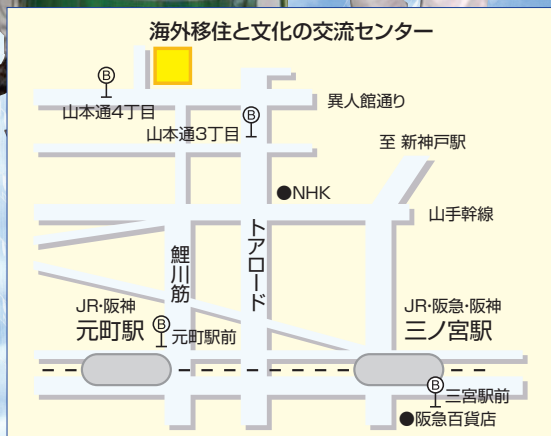 海外移住と文化の交流センター
B
山本通4丁目
B
異人館通り
山本通3丁目
至 新神戸駅
●NHK
山手幹線
鯉川筋
トアロード
JR・阪神
元町駅
B
元町駅前
JR・阪急・阪神
三ノ宮駅
B
三宮駅前
●阪急百貨店